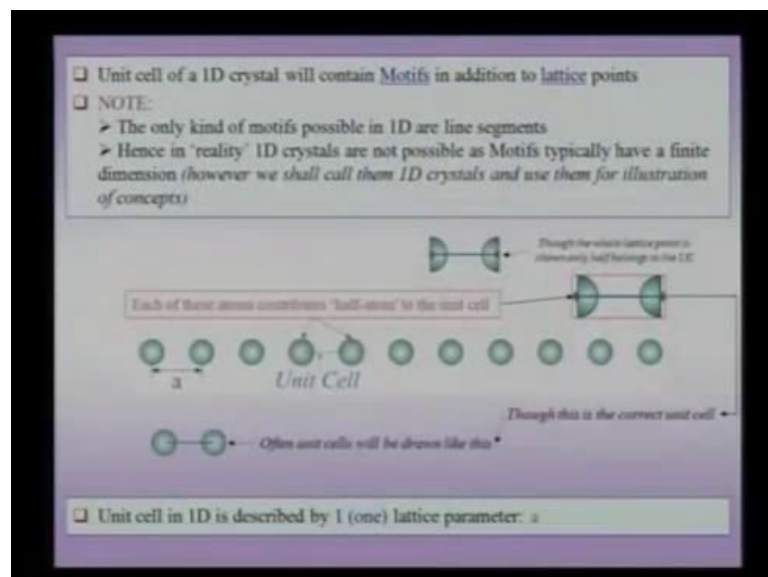 Unit cell of a 1D crystal will contain Motifs in addition to lattice points
NOTE:
The only kind of motifs possible in 1D are line segments
Hence in 'reality' 1D crystals are not possible as Motifs typically have a finite
dimension (however we shall call them 1D crystals and use them for illustration
of concepts)
Though the whole lattice point is
shown only half belongs to the UC
Each of these atoms contributes 'half-atom' to the unit cell
a
Unit Cell
Though this is the correct unit cell
Often unit cells will be drawn like this
Unit cell in 1D is described by 1 (one) lattice parameter: a